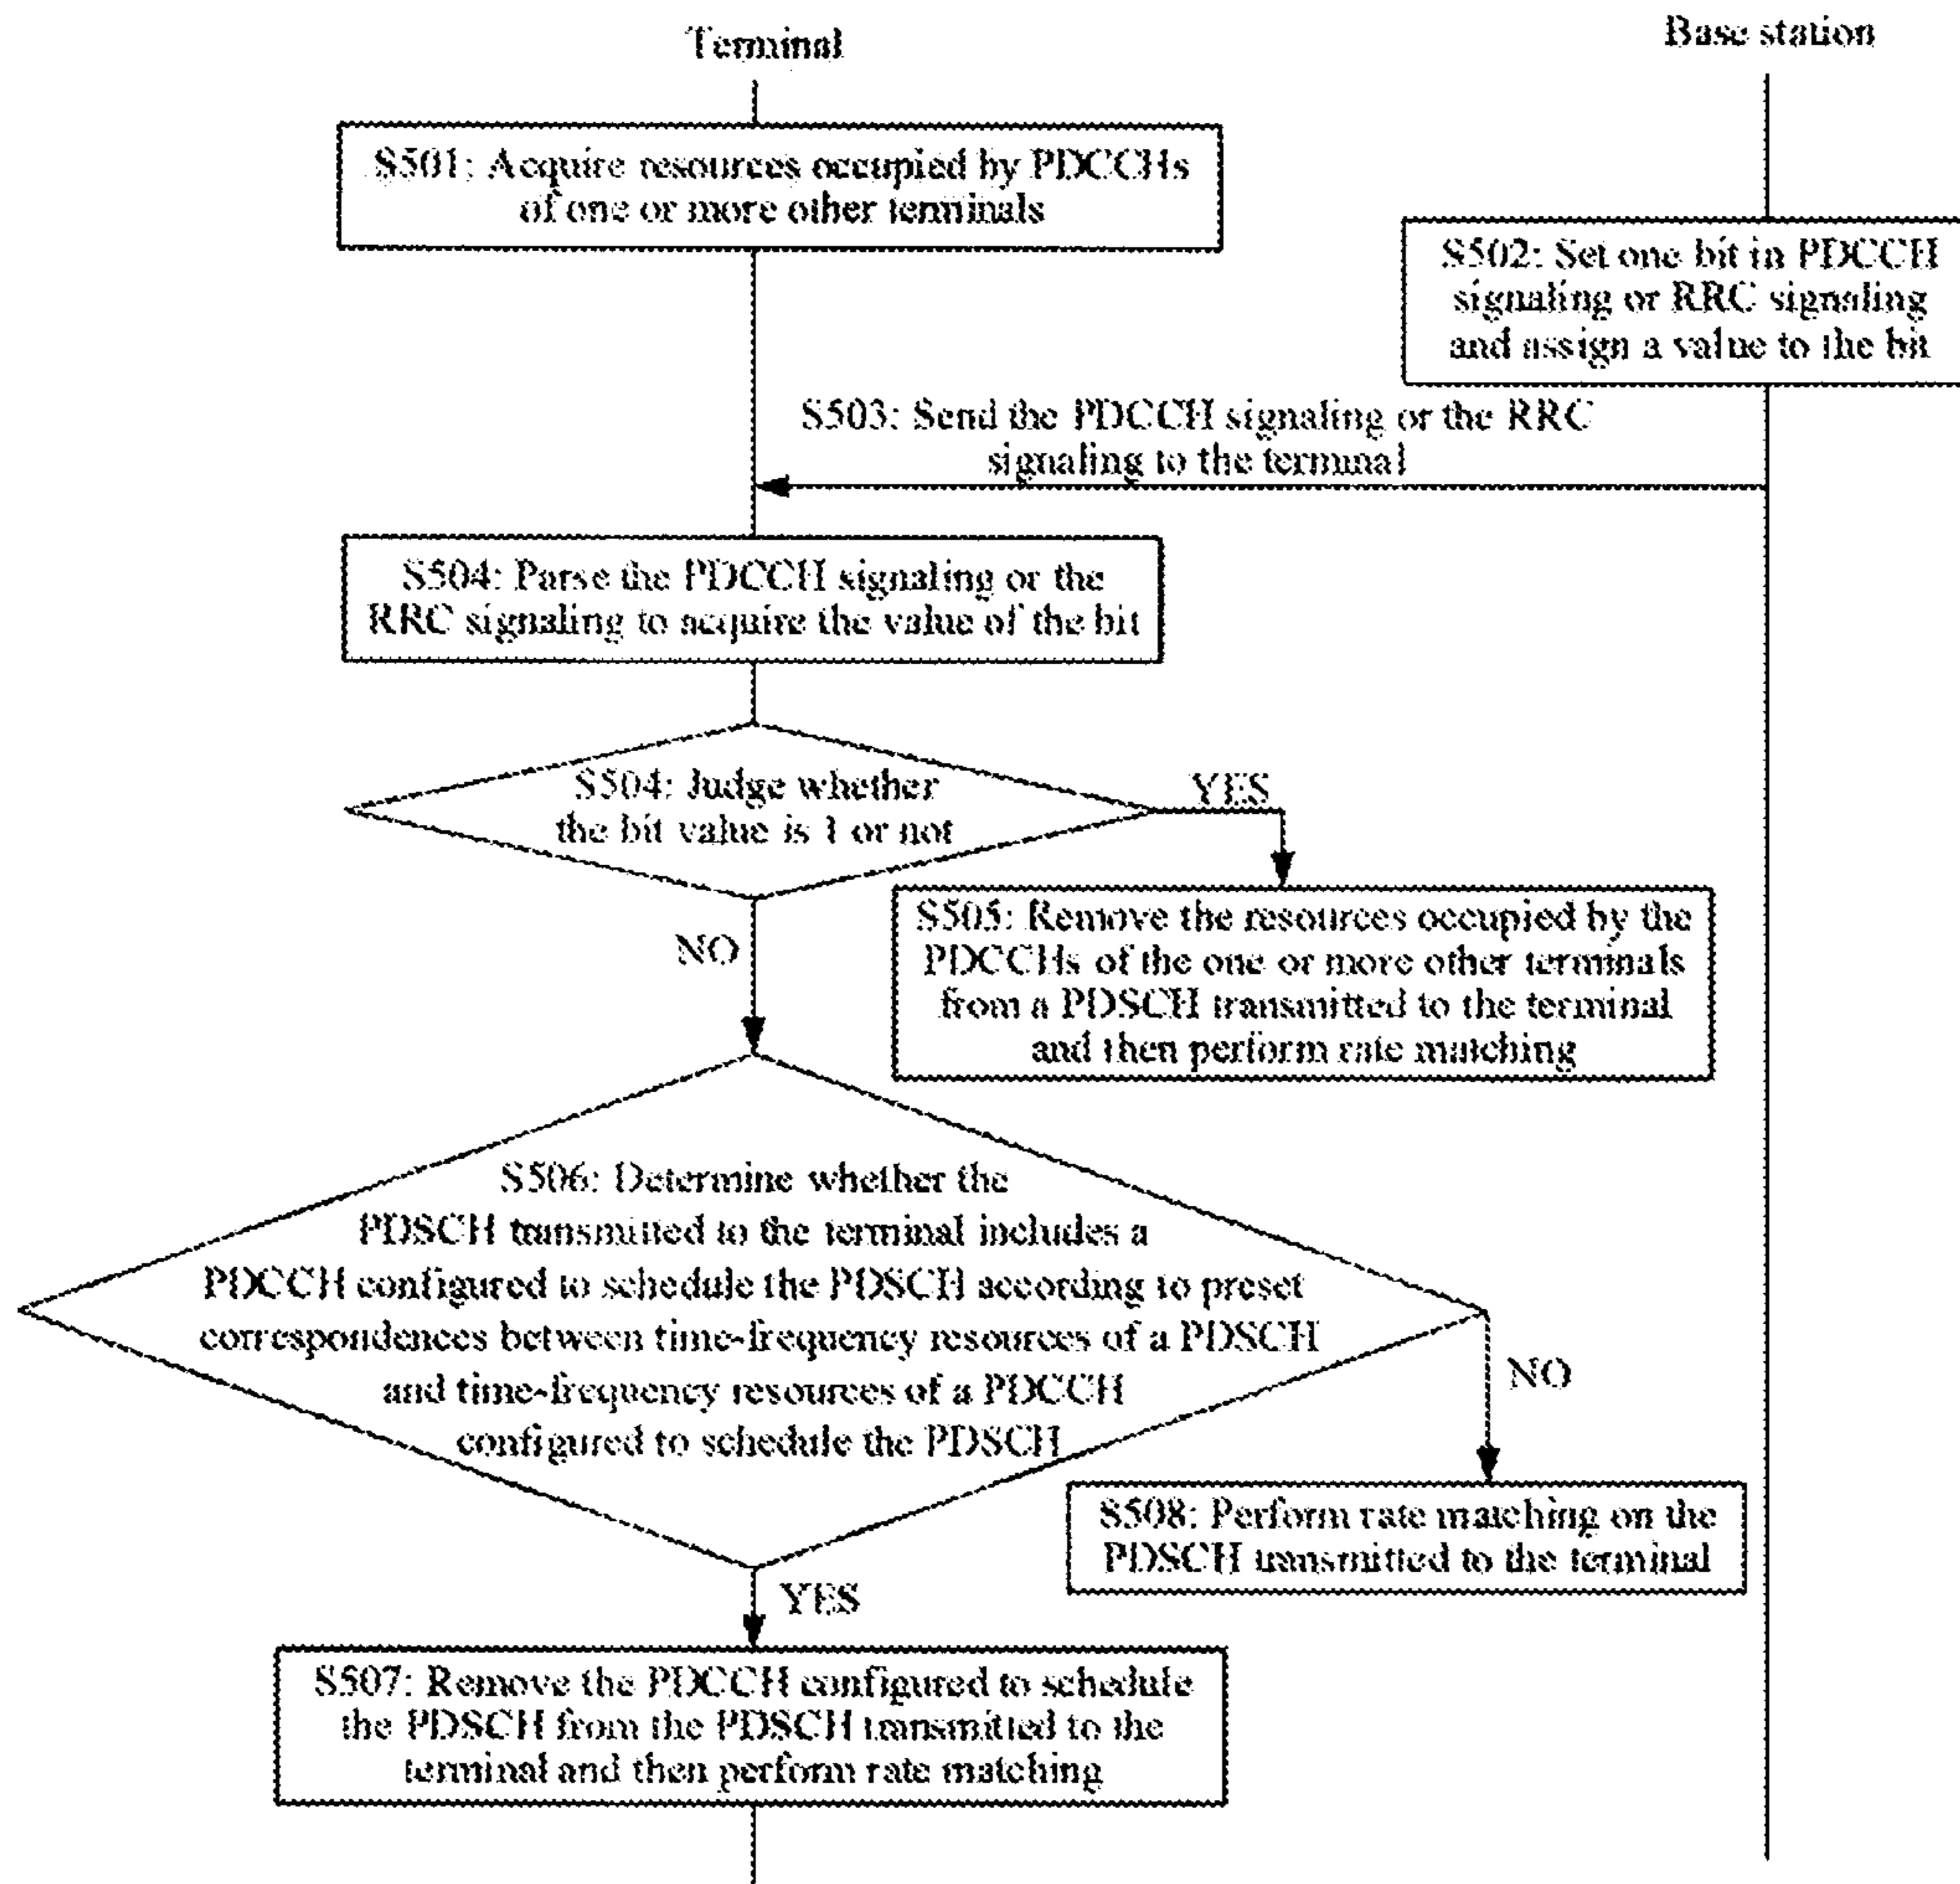 Terminal
Base station
S501: Acquire resources occupied by PDCCHs
of one or more other terminals
S502: Set one bit in PDCCH
signaling or RRC signaling
and assign a value to the bit
S503: Send the PDCCH signaling or the RRC
signaling to the terminal
S504: Parse the PDCCH signaling or the
RRC signaling to acquire the value of the bit
S504: Judge whether
the bit value is 1 or not
YES
NO
S505: Remove the resources occupied by the
PDCCHs of the one or more other terminals
from a PDSCH transmitted to the terminal
and then perform rate matching
S506: Determine whether the
PDSCH transmitted to the terminal includes a
PDCCH configured to schedule the PDSCH according to preset
correspondences between time-frequency resources of a PDSCH
and time-frequency resources of a PDCCH
configured to schedule the PDSCH
NO
S508: Perform rate matching on the
PDSCH transmitted to the terminal
YES
S507: Remove the PDCCH configured to schedule
the PDSCH from the PDSCH transmitted to the
terminal and then perform rate matching